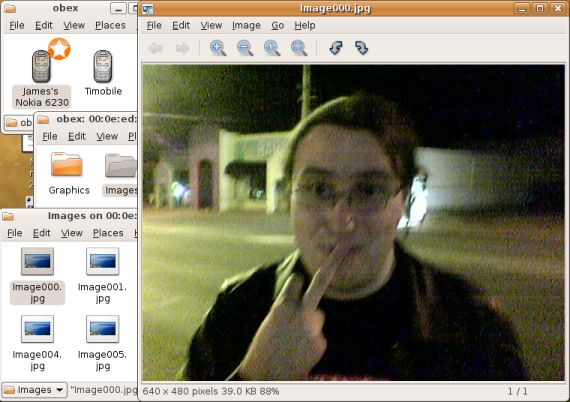 obex
File Edit View Places
James's
Nokia 6230
Timobile
obex: 00:0e:ed:
File Edit View Pl
Graphics
Images
Images on 00:0e:
File Edit View Places
Image000.
jpg
Image001.
jpg
Image004.
jpg
Image005.
jpg
Images
"Image000.jpg
Image000.jpg
File Edit View Image Go Help
640 x 480 pixels 39.0 KB 88%
1 / 1